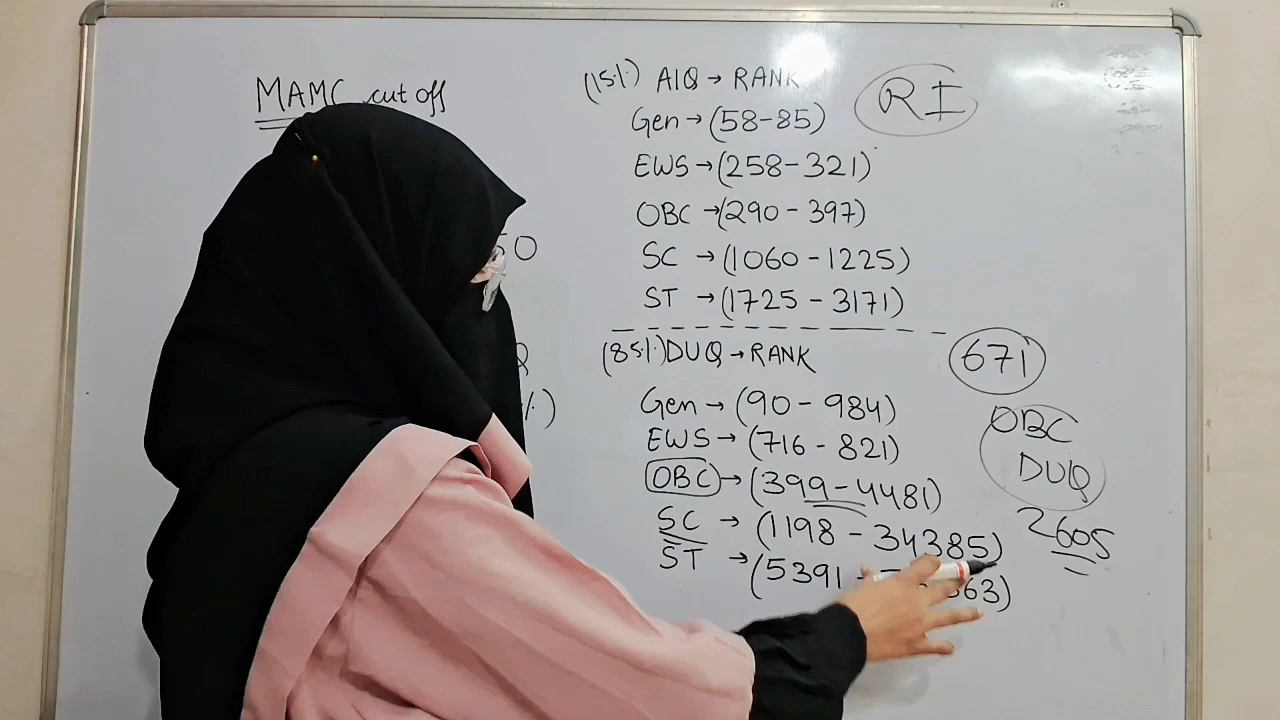 MAMC cut off
50
(15%) AIQ → RANK
RI
Gen → (58-85)
EWS → (258-321)
OBC → (290-397)
SC → (1060-1225)
ST → (1725-3171)
(85%) DUQ → RANK
671
Gen → (90-984)
EWS → (716-821)
OBC → (399-4481)
OBC
DUQ
2605
SC → (1198-34385)
ST → (5391-
63)